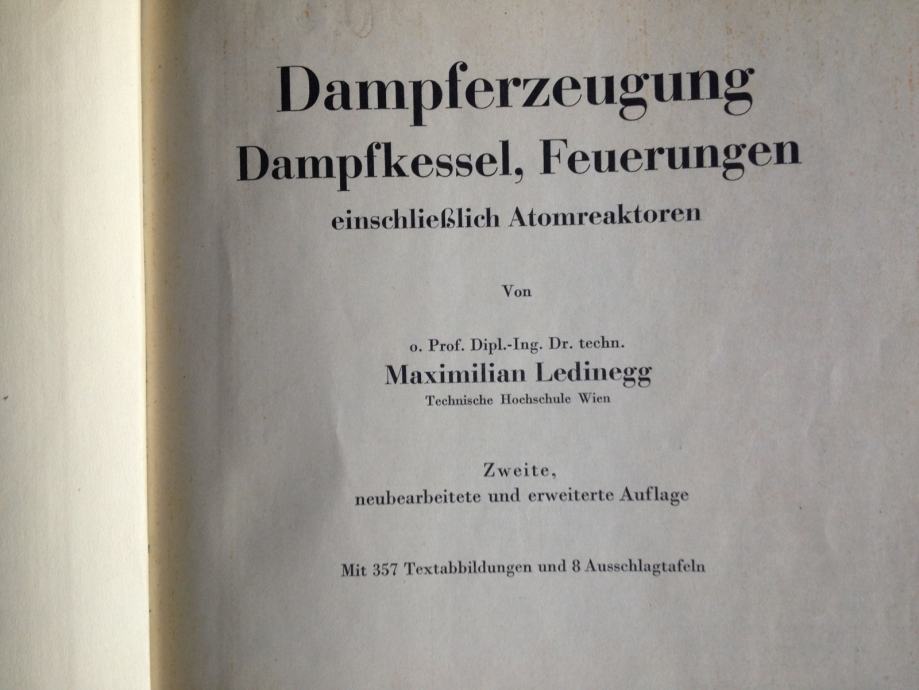 Dampferzeugung
Dampfkessel, Feuerungen
einschließlich Atomreaktoren
Von
o. Prof. Dipl.-Ing. Dr. techn.
Maximilian Ledinegg
Technische Hochschule Wien
Zweite,
neubearbeitete und erweiterte Auflage
Mit 357 Textabbildungen und 8 Ausschlagtafeln